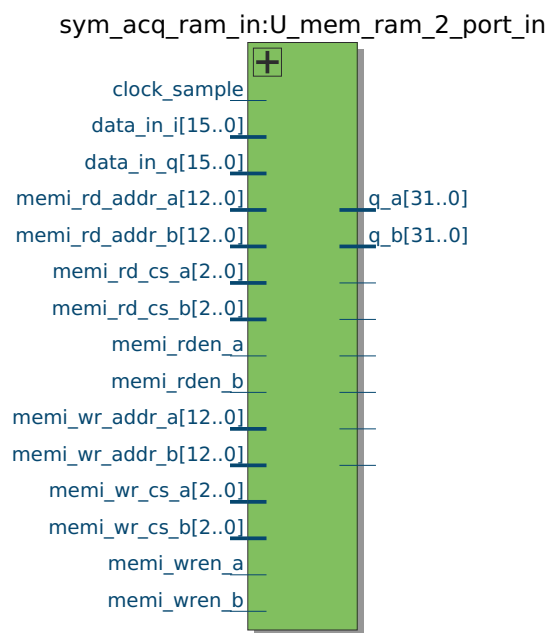 sym_acq_ram_in:U_mem_ram_2_port_in
clock_sample
data_in_i[15..0]
data_in_q[15..0]
memi_rd_addr_a[12..0]
q_a[31..0]
memi_rd_addr_b[12..0]
q_b[31..0]
memi_rd_cs_a[2..0]
memi_rd_cs_b[2..0]
memi_rden_a
memi_rden_b
memi_wr_addr_a[12..0]
memi_wr_addr_b[12..0]
memi_wr_cs_a[2..0]
memi_wr_cs_b[2..0]
memi_wren_a
memi_wren_b